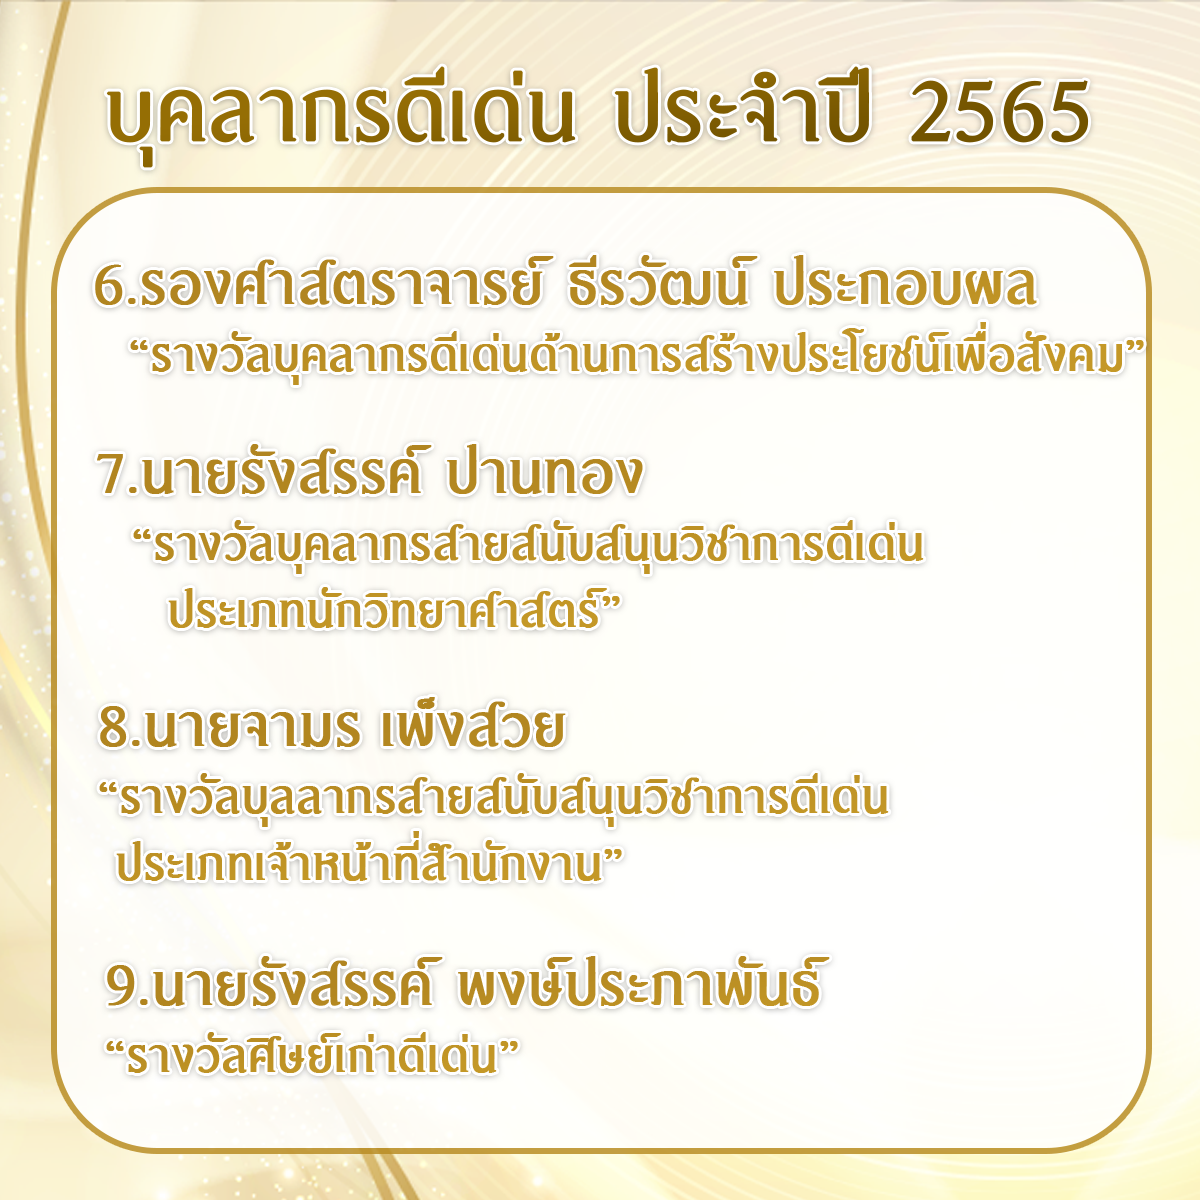 บุคลากรดีเด่น ประจำปี 2565
6.รองศาสตราจารย์ ธีรวัฒน์ ประกอบผล
“รางวัลบุคลากรดีเด่นด้านการสร้างประโยชน์เพื่อสังคม”
7.นายรังสรรค์ ปานทอง
“รางวัลบุคลากรสายสนับสนุนวิชาการดีเด่น
ประเภทนักวิทยาศาสตร์”
8.นายจามร เพ็งสวย
“รางวัลบุลลากรสายสนับสนุนวิชาการดีเด่น
ประเภทเจ้าหน้าที่สำนักงาน”
9.นายรังสรรค์ พงษ์ประภาพันธ์
“รางวัลศิษย์เก่าดีเด่น”